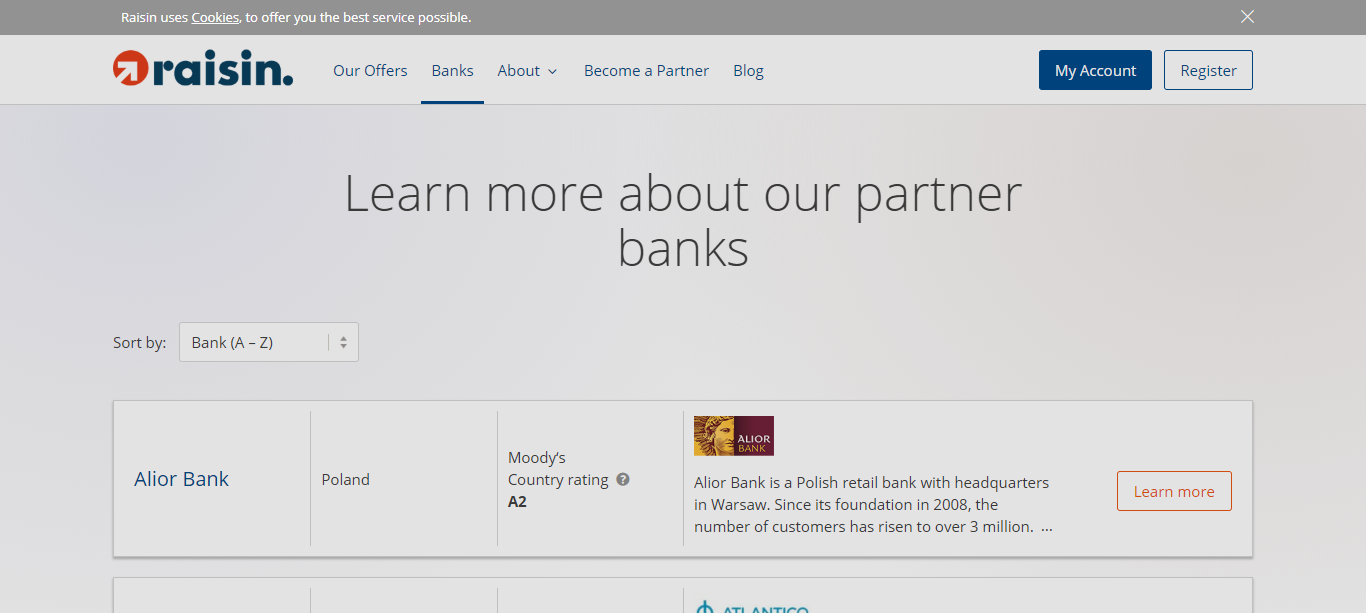 Raisin uses Cookies, to offer you the best service possible.
raisin.
Our Offers
Banks
About
Become a Partner
Blog
My Account
Register
Learn more about our partner
banks
Sort by:
Bank (A – Z)
Alior Bank
Poland
Moody's
Country rating ?
A2
ALIOR
BANK
Alior Bank is a Polish retail bank with headquarters
in Warsaw. Since its foundation in 2008, the
number of customers has risen to over 3 million. ...
Learn more
ATLANTICO